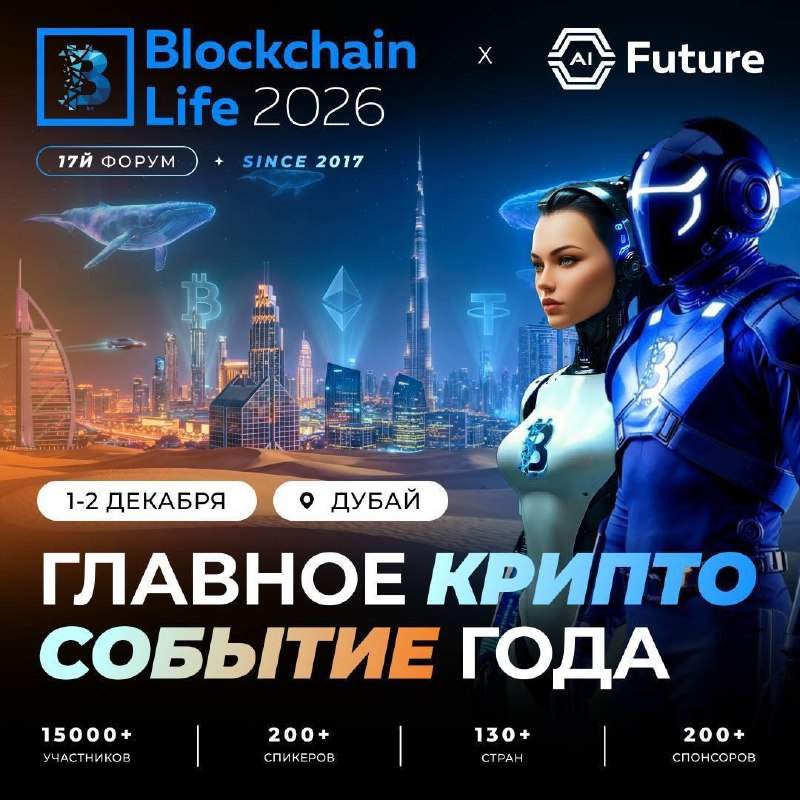 Blockchain
Life 2026
X
AI Future
17Й ФОРУМ + SINCE 2017
1-2 ДЕКАБРЯ
ДУБАЙ
ГЛАВНОЕ КРИПТО
СОБЫТИЕ ГОДА
15000+ УЧАСТНИКОВ
200+ СПИКЕРОВ
130+ СТРАН
200+ СПОНСОРОВ